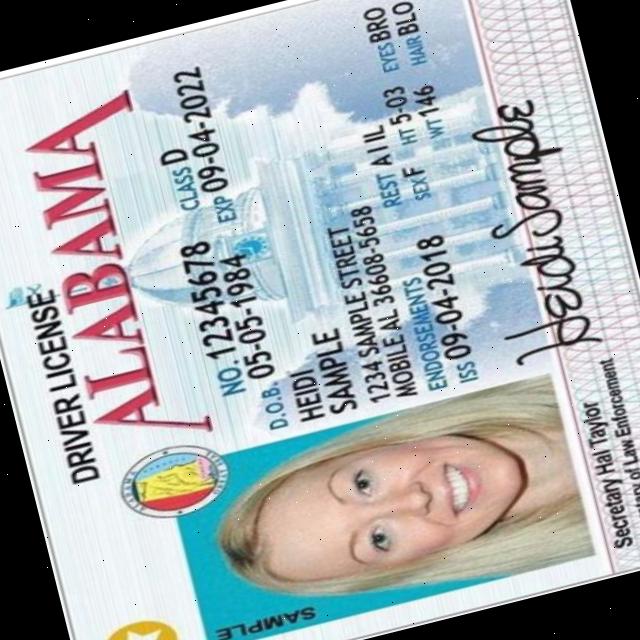 DRIVER LICENSE
ALABAMA
NO. 12345678 CLASS D
D.O.B. 05-05-1984 EXP 09-04-2022
HEIDI
SAMPLE
1234 SAMPLE STREET
MOBILE AL 36608-5658
ENDORSEMENTS REST A I L
ISS 09-04-2018 SEX F HT 5-03 EYES BRO
WT 146 HAIR BLO
Heidi Sample
SAMPLE
Secretary Hal Taylor
of Law Enforcement